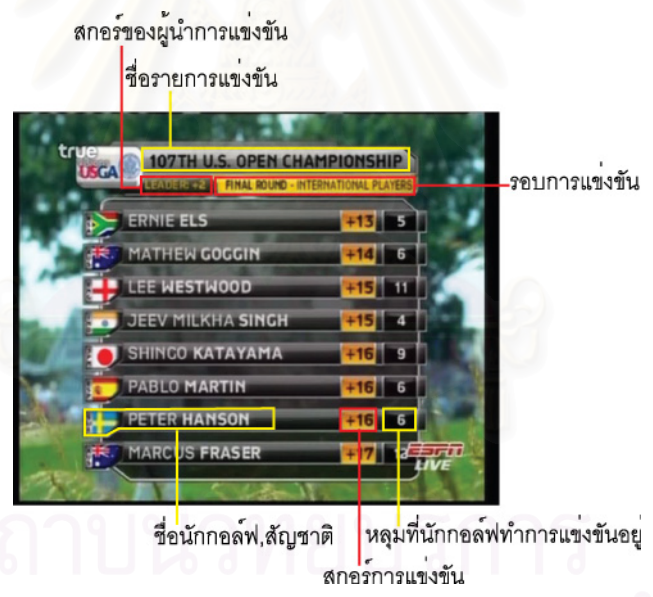 สกอร์ของผู้นำการแข่งขัน
ชื่อรายการแข่งขัน
true
USGA
107TH U.S. OPEN CHAMPIONSHIP
LEADER: +2 FINAL ROUND - INTERNATIONAL PLAYERS
รอบการแข่งขัน
ERNIE ELS +13 5
MATHEW GOGGIN +14 6
LEE WESTWOOD +15 11
JEEV MILKHA SINGH +15 4
SHINGO KATAYAMA +16 9
PABLO MARTIN +16 6
PETER HANSON +16 6
MARCUS FRASER +17 12
ESPN
LIVE
ชื่อนักกอล์ฟ,สัญชาติ หลุมที่นักกอล์ฟทำการแข่งขันอยู่
สกอร์การแข่งขัน